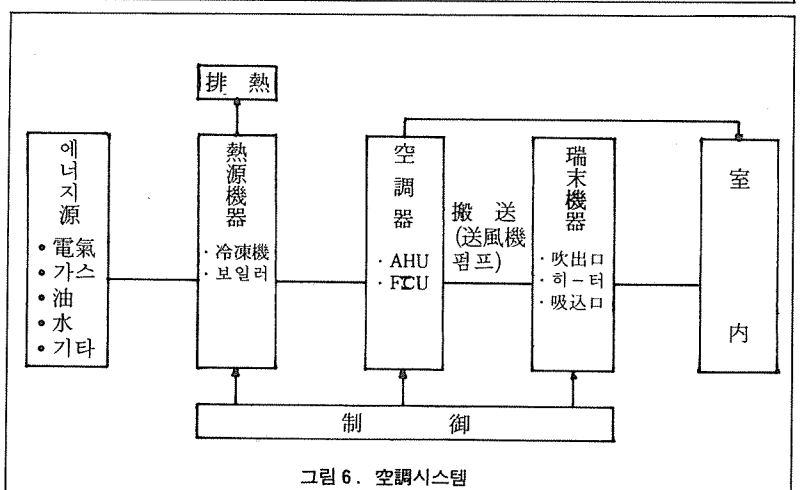 排 熱
에너지源
• 電氣
• 가스
• 油
• 水
• 기타
熱源機器
· 冷凍機
· 보일러
空調器
· AHU
· FCU
搬 送
(送風機
펌프)
瑞末機器
· 吹出口
· 히－터
· 吸込口
室 内
制 御
그림 6. 空調시스템